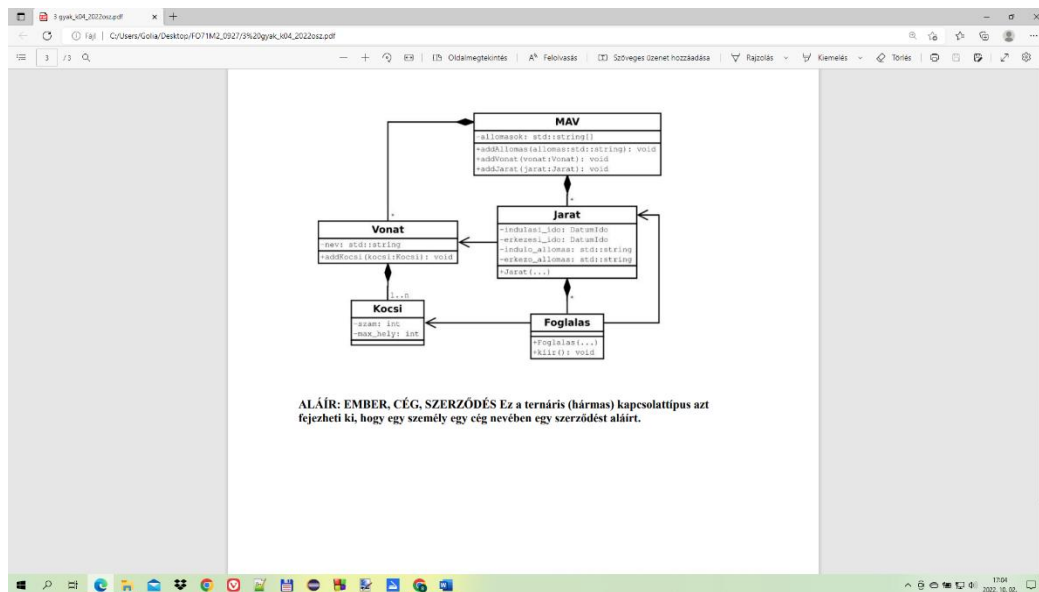 3 gyak_k04_2022osz.pdf
Fájl
C:/Users/Golia/Desktop/FO71M2_0927/3%20gyak_k04_2022osz.pdf
3 /3
Oldalmegtekintés
Felolvasás
Szöveges üzenet hozzáadása
Rajzolás
Kiemelés
Törlés
MAV
-allomasok: std::string[]
+addAllomas(allomas:std::string): void
+addVonat(vonat:Vonat): void
+addJarat(jarat:Jarat): void
*
*
Jarat
-indulasi_ido: DatumIdo
-erkezesi_ido: DatumIdo
-indulo_allomas: std::string
-erkezo_allomas: std::string
+Jarat(...)
Vonat
-nev: std::string
+addKocsi(kocsi:Kocsi): void
1..n
*
Kocsi
-szam: int
-max_hely: int
Foglalas
+Foglalas(...)
+kiir(): void
ALÁÍR: EMBER, CÉG, SZERZŐDÉS Ez a ternáris (hármas) kapcsolattípus azt
fejezheti ki, hogy egy személy egy cég nevében egy szerződést aláírt.
17:04
2022. 10. 02.